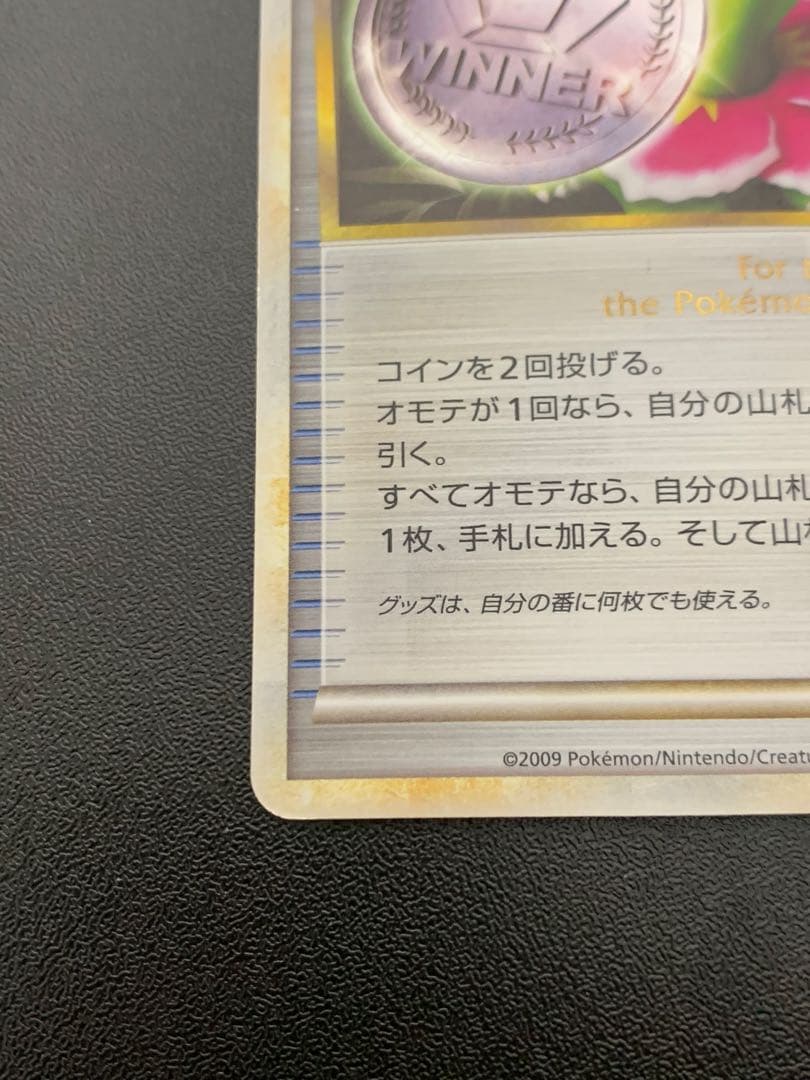 WINNER
For
the Pokémo
コインを2回投げる。
オモテが1回なら、自分の山札
引く。
すべてオモテなら、自分の山札
1枚、手札に加える。そして山
グッズは、自分の番に何枚でも使える。
©2009 Pokémon/Nintendo/Creatu